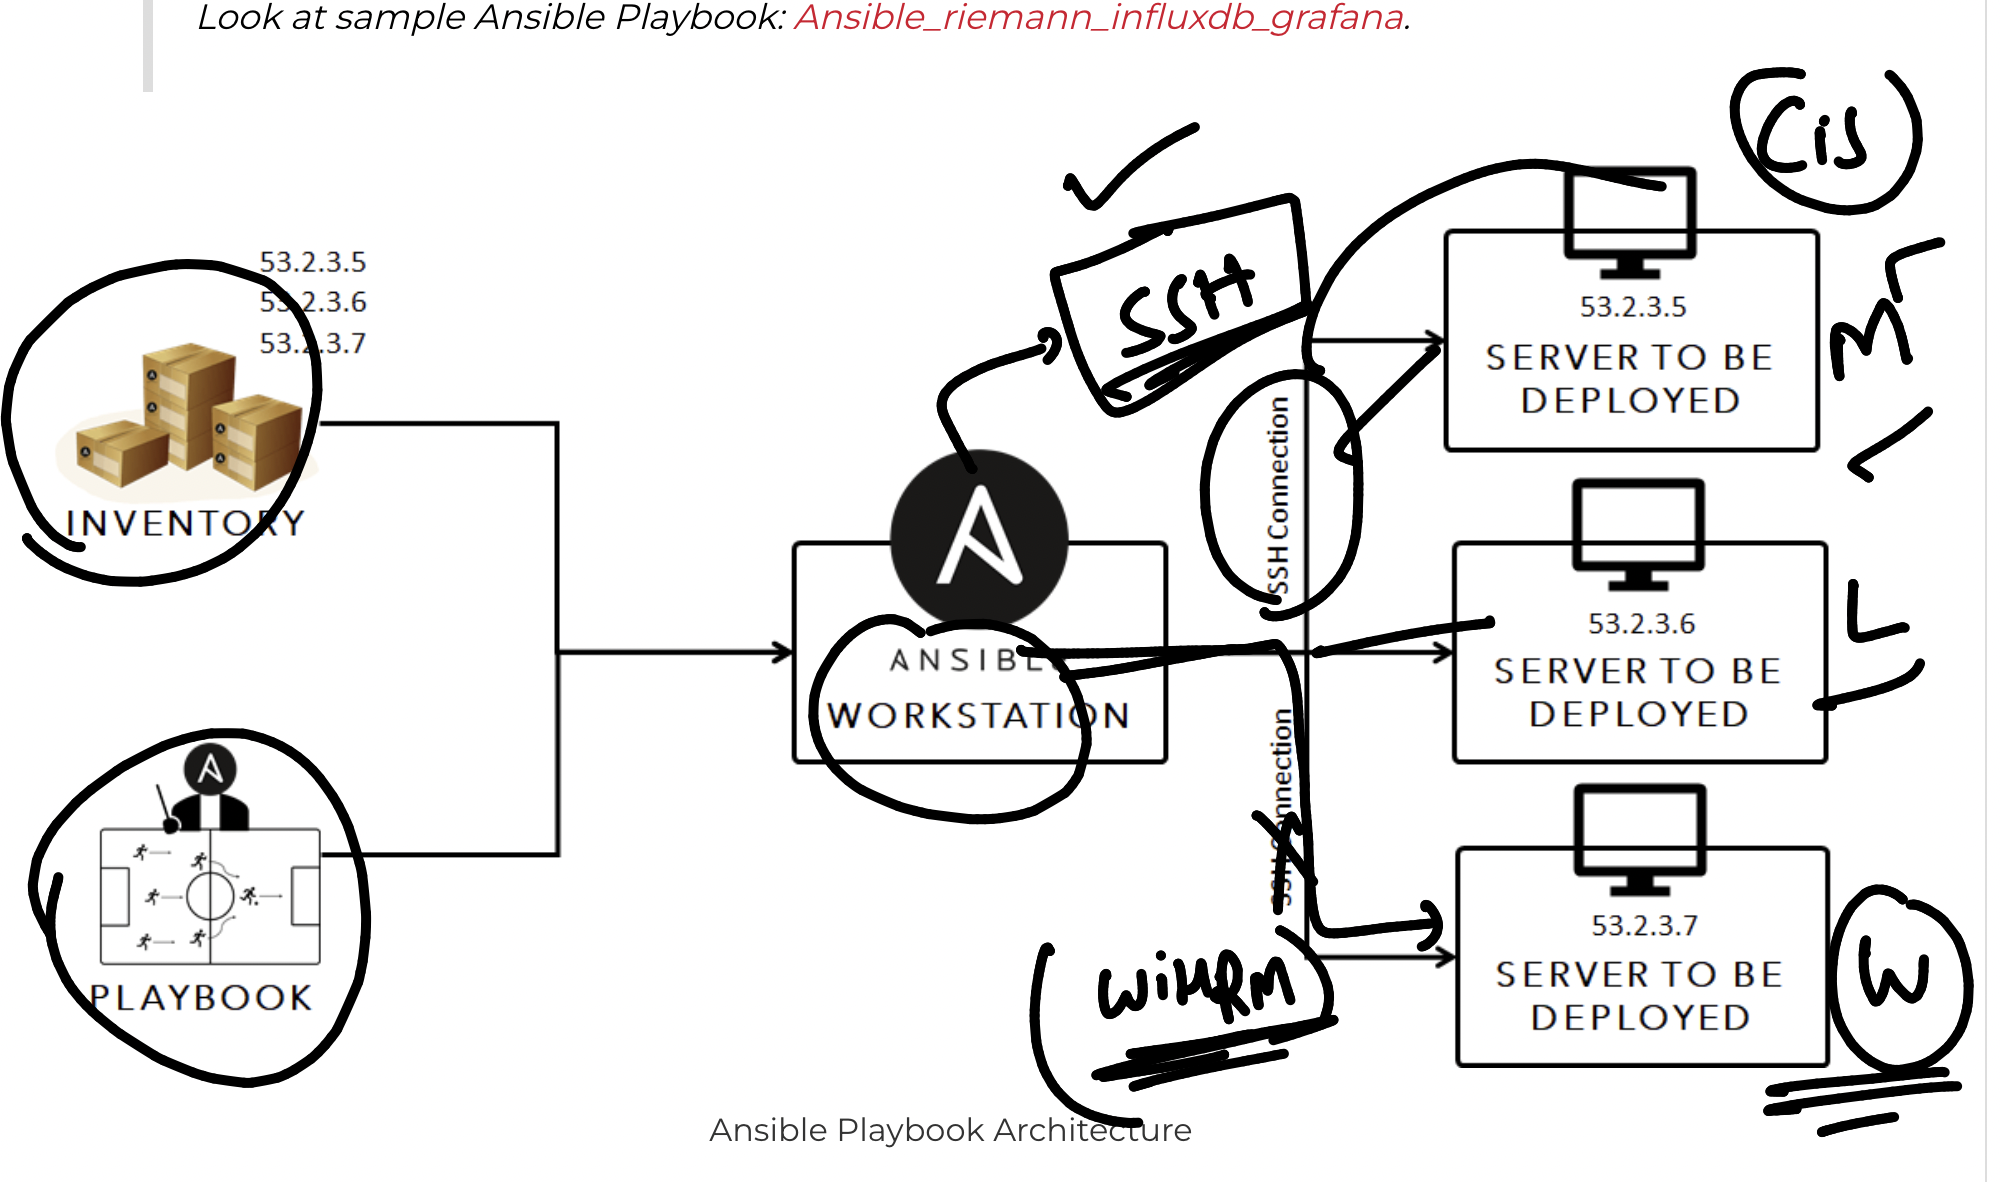 Look at sample Ansible Playbook: Ansible_riemann_influxdb_grafana.
Cis
53.2.3.5
53.2.3.6
53.2.3.7
INVENTORY
SSH
SSH Connection
53.2.3.5
SERVER TO BE
DEPLOYED
M
ANSIBLE
WORKSTATION
53.2.3.6
SERVER TO BE
DEPLOYED
L
PLAYBOOK
SSH Connection
WinRM
53.2.3.7
SERVER TO BE
DEPLOYED
W
Ansible Playbook Architecture